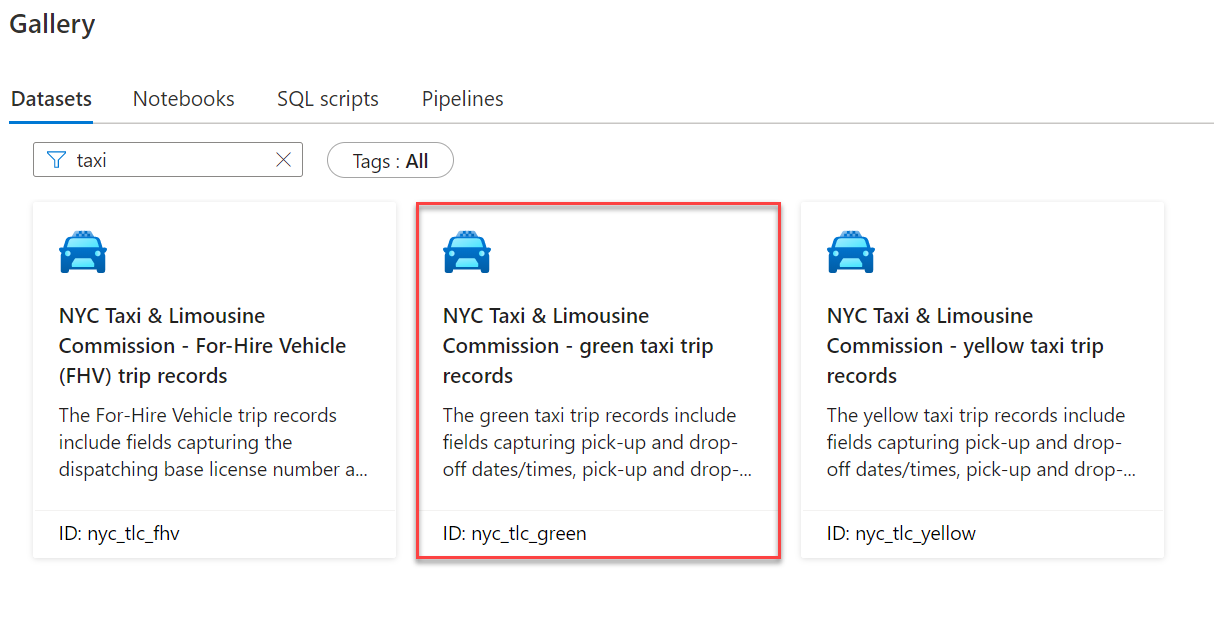 Gallery
Datasets Notebooks SQL scripts Pipelines
taxi Tags : All
NYC Taxi & Limousine
Commission - For-Hire Vehicle
(FHV) trip records
The For-Hire Vehicle trip records
include fields capturing the
dispatching base license number a...
ID: nyc_tlc_fhv
NYC Taxi & Limousine
Commission - green taxi trip
records
The green taxi trip records include
fields capturing pick-up and drop-
off dates/times, pick-up and drop-...
ID: nyc_tlc_green
NYC Taxi & Limousine
Commission - yellow taxi trip
records
The yellow taxi trip records include
fields capturing pick-up and drop-
off dates/times, pick-up and drop-...
ID: nyc_tlc_yellow